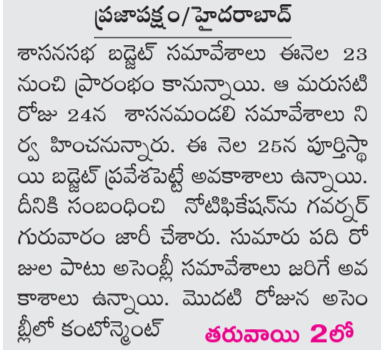 ప్రజాపక్షం/హైదరాబాద్
శాసనసభ బడ్జెట్ సమావేశాలు ఈనెల 23
నుంచి ప్రారంభం కానున్నాయి. ఆ మరుసటి
రోజు 24న శాసనమండలి సమావేశాలు ని
ర్వ హించనున్నారు. ఈ నెల 25న పూర్తిస్థా
యి బడ్జెట్ ప్రవేశపెట్టే అవకాశాలు ఉన్నాయి.
దీనికి సంబంధించి నోటిఫికేషన్‌ను గవర్నర్
గురువారం జారీ చేశారు. సుమారు పది రో
జుల పాటు అసెంబ్లీ సమావేశాలు జరిగే అవ
కాశాలు ఉన్నాయి. మొదటి రోజున అసెం
బ్లీలో కంటోన్మెంట్ తరువాయి 2లో